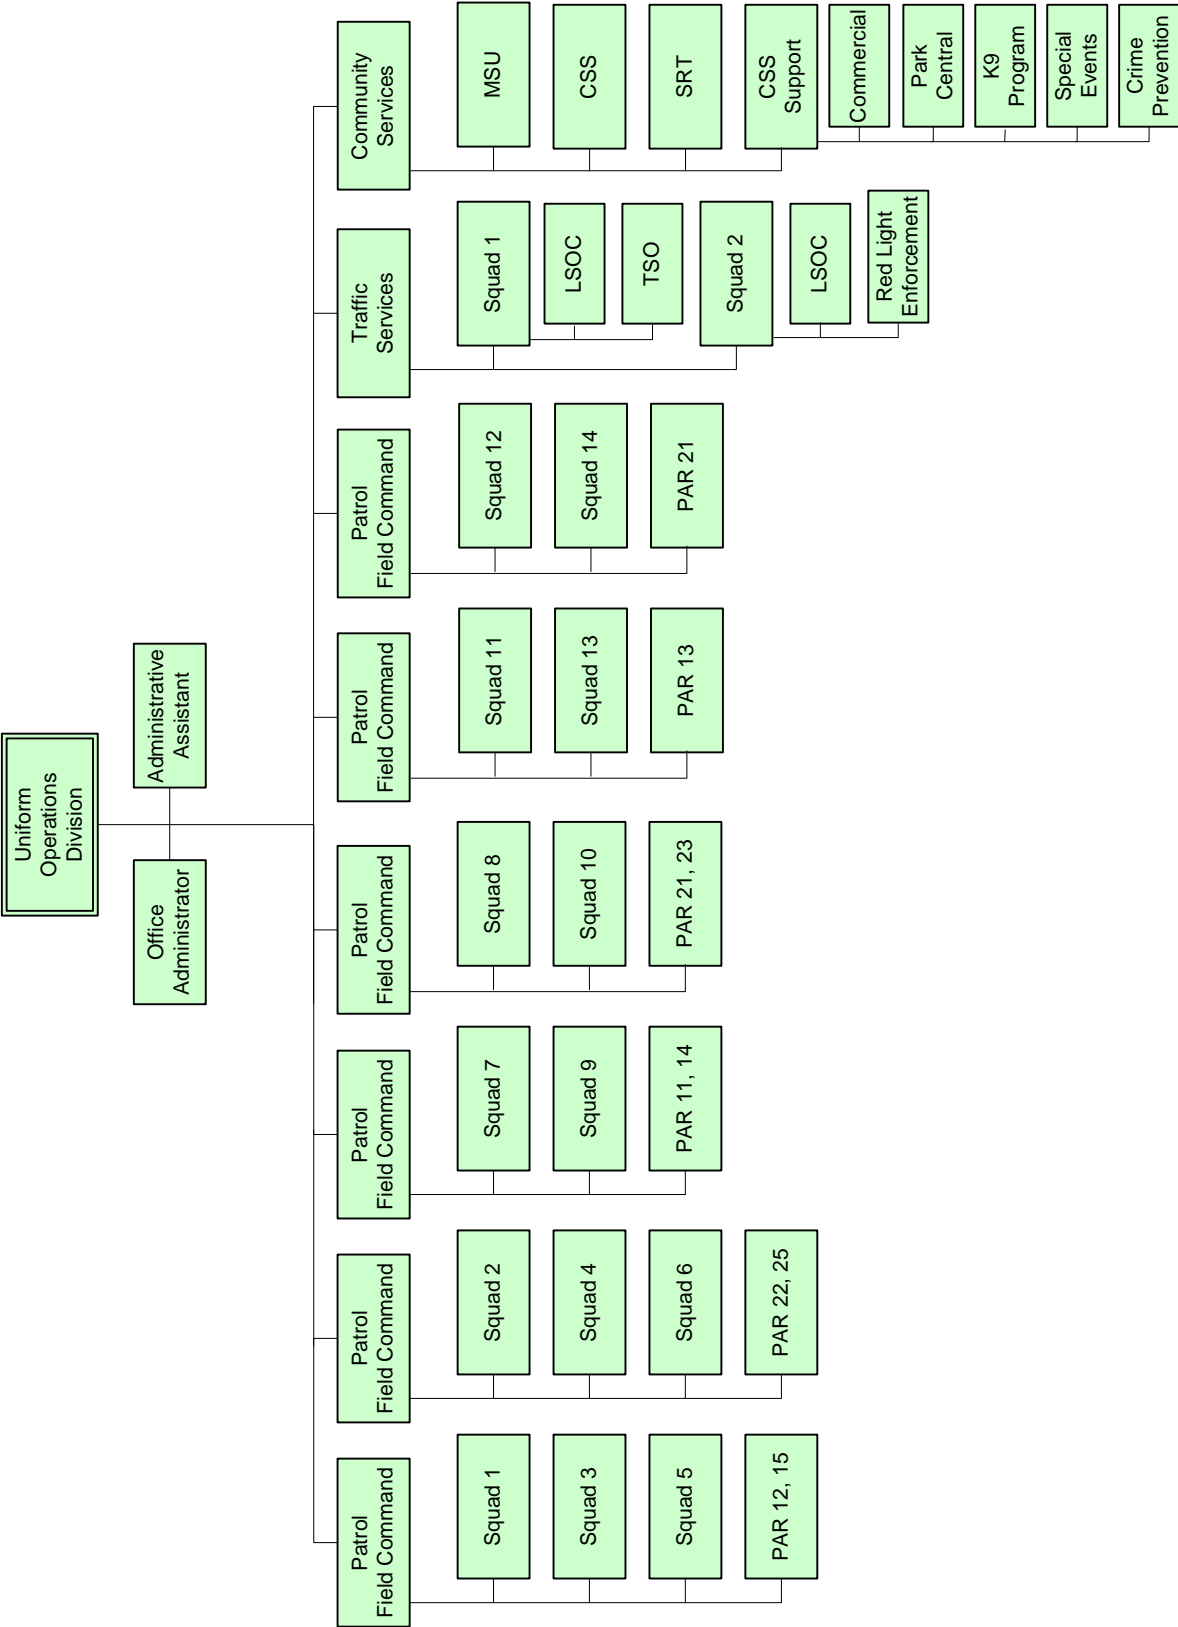 Uniform
Operations
Division
Office
Administrator
Administrative
Assistant
Patrol
Field Command
Squad 1
Squad 3
Squad 5
PAR 12, 15
Patrol
Field Command
Squad 2
Squad 4
Squad 6
PAR 22, 25
Patrol
Field Command
Squad 7
Squad 9
PAR 11, 14
Patrol
Field Command
Squad 8
Squad 10
PAR 21, 23
Patrol
Field Command
Squad 11
Squad 13
PAR 13
Patrol
Field Command
Squad 12
Squad 14
PAR 21
Traffic
Services
Squad 1
LSOC
TSO
Squad 2
LSOC
Red Light
Enforcement
Community
Services
MSU
CSS
SRT
CSS
Support
Commercial
Park
Central
K9
Program
Special
Events
Crime
Prevention